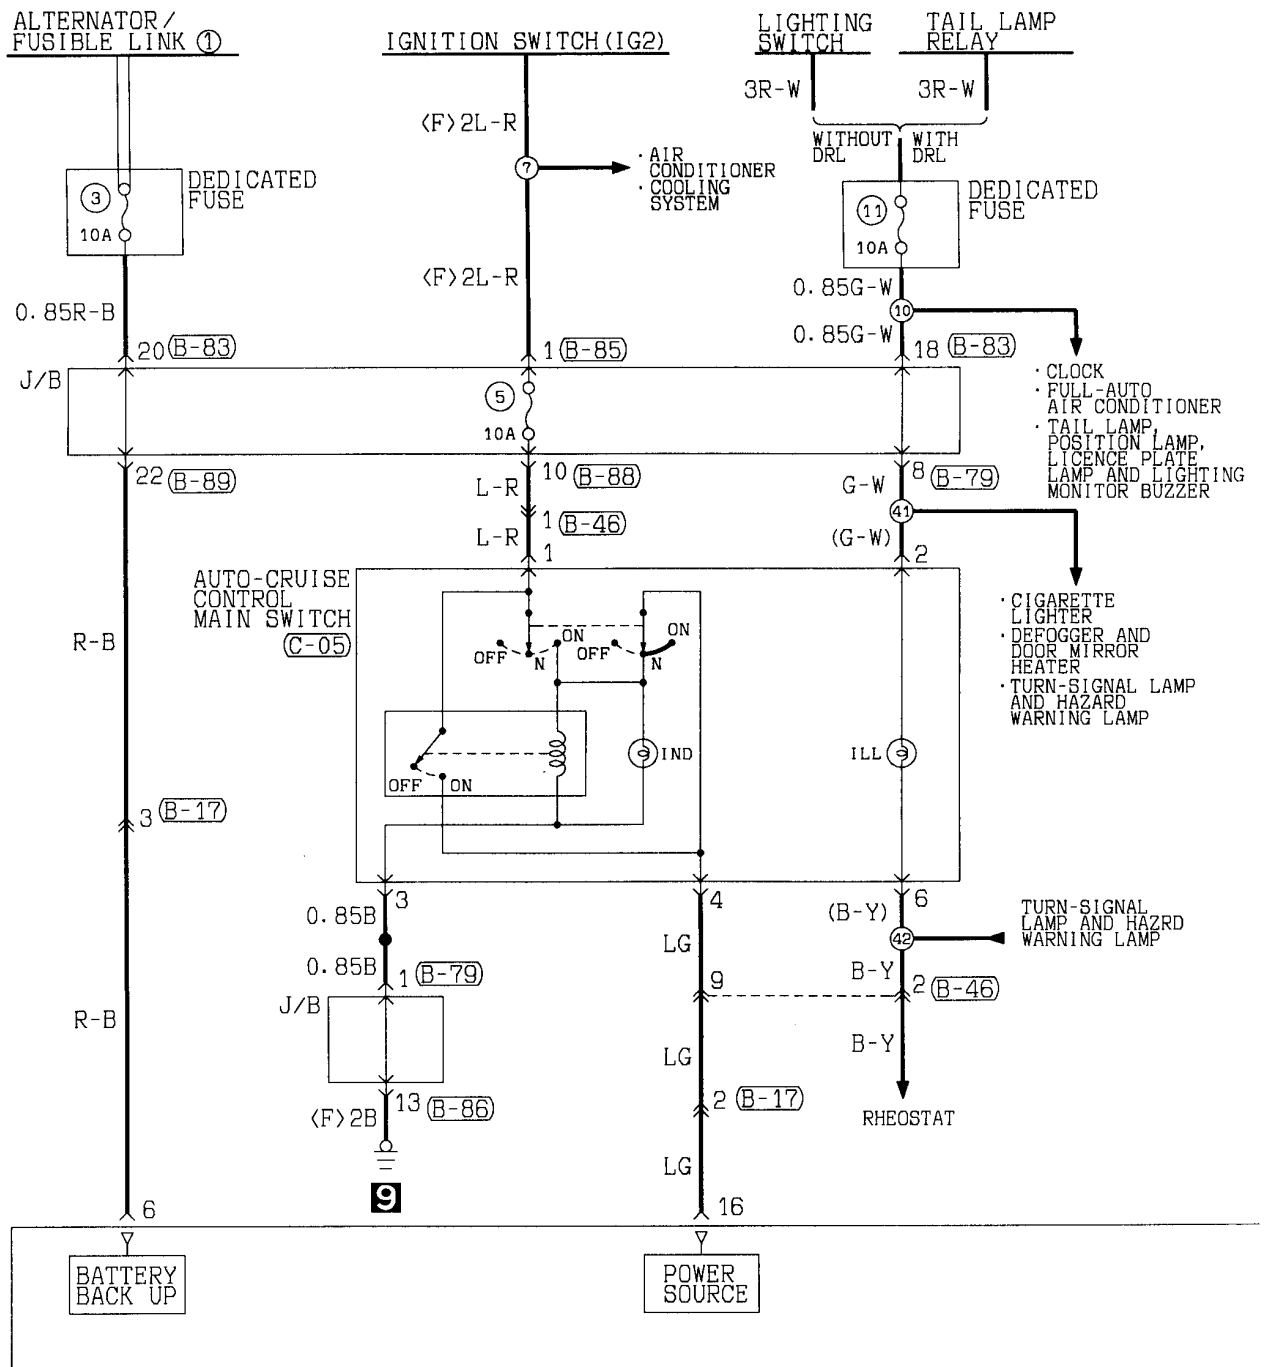 ALTERNATOR/
FUSIBLE LINK ①
IGNITION SWITCH(IG2)
LIGHTING
SWITCH
TAIL LAMP
RELAY
3R-W
3R-W
<F>2L-R
WITHOUT
DRL
WITH
DRL
7
· AIR
CONDITIONER
· COOLING
SYSTEM
3
10A
DEDICATED
FUSE
11
10A
DEDICATED
FUSE
<F>2L-R
0.85G-W
10
0.85R-B
0.85G-W
20 B-83
1 B-85
18 B-83
J/B
5
10A
· CLOCK
· FULL-AUTO
AIR CONDITIONER
· TAIL LAMP,
POSITION LAMP,
LICENCE PLATE
LAMP AND LIGHTING
MONITOR BUZZER
22 B-89
10 B-88
8 B-79
L-R
G-W
1 B-46
41
L-R
(G-W)
1
2
AUTO-CRUISE
CONTROL
MAIN SWITCH
C-05
· CIGARETTE
LIGHTER
· DEFOGGER AND
DOOR MIRROR
HEATER
· TURN-SIGNAL LAMP
AND HAZARD
WARNING LAMP
R-B
OFF N ON
OFF N ON
OFF ON
IND
ILL
3 B-17
3
4
6
0.85B
(B-Y)
TURN-SIGNAL
LAMP AND HAZRD
WARNING LAMP
LG
42
0.85B
1 B-79
B-Y
9
2 B-46
J/B
R-B
LG
B-Y
13 B-86
2 B-17
<F>2B
RHEOSTAT
LG
9
6
16
BATTERY
BACK UP
POWER
SOURCE